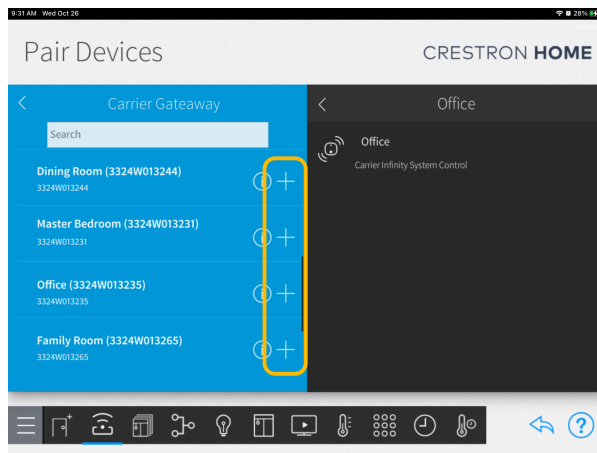 9:31 AM Wed Oct 26
28%
Pair Devices
CRESTRON HOME
Carrier Gateaway
Office
Search
Office
Carrier Infinity System Control
Dining Room (3324W013244)
3324W013244
Master Bedroom (3324W013231)
3324W013231
Office (3324W013235)
3324W013235
Family Room (3324W013265)
3324W013265